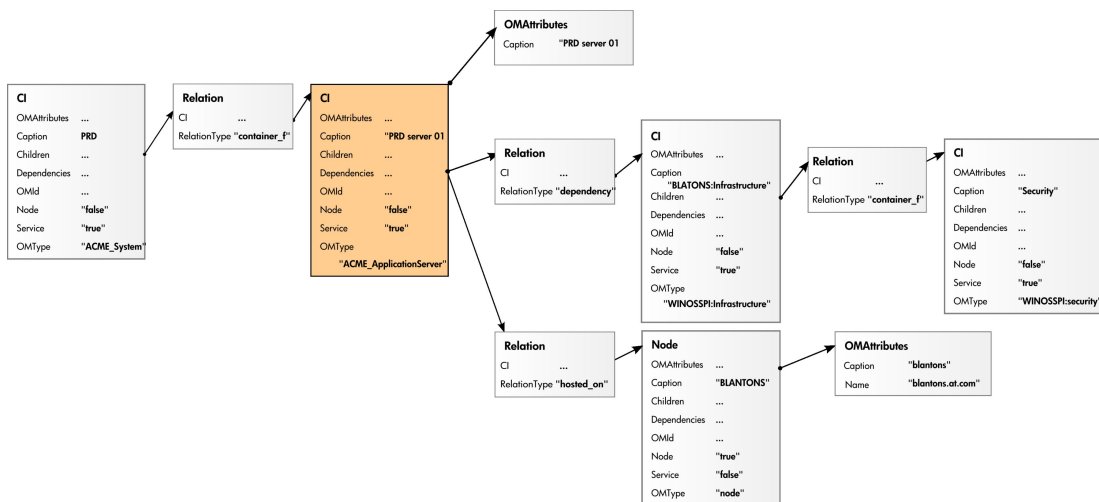 OMAttributes
Caption "PRD server 01
CI
OMAttributes ...
Caption PRD
Children ...
Dependencies ...
OMId ...
Node "false"
Service "true"
OMType "ACME_System"
Relation
CI ...
RelationType "container_f"
CI
OMAttributes ...
Caption "PRD server 01
Children ...
Dependencies ...
OMId ...
Node "false"
Service "true"
OMType
"ACME_ApplicationServer"
Relation
CI ...
RelationType "dependency"
CI
OMAttributes ...
Caption
"BLATONS:Infrastructure"
Children ...
Dependencies ...
OMId ...
Node "false"
Service "true"
OMType
"WINOSSPI:Infrastructure"
Relation
CI ...
RelationType "container_f"
CI
OMAttributes ...
Caption "Security"
Children ...
Dependencies ...
OMId ...
Node "false"
Service "true"
OMType "WINOSSPI:security"
Relation
CI ...
RelationType "hosted_on"
Node
OMAttributes ...
Caption "BLANTONS"
Children ...
Dependencies ...
OMId ...
Node "true"
Service "false"
OMType "node"
OMAttributes
Caption "blantons"
Name "blantons.at.com"